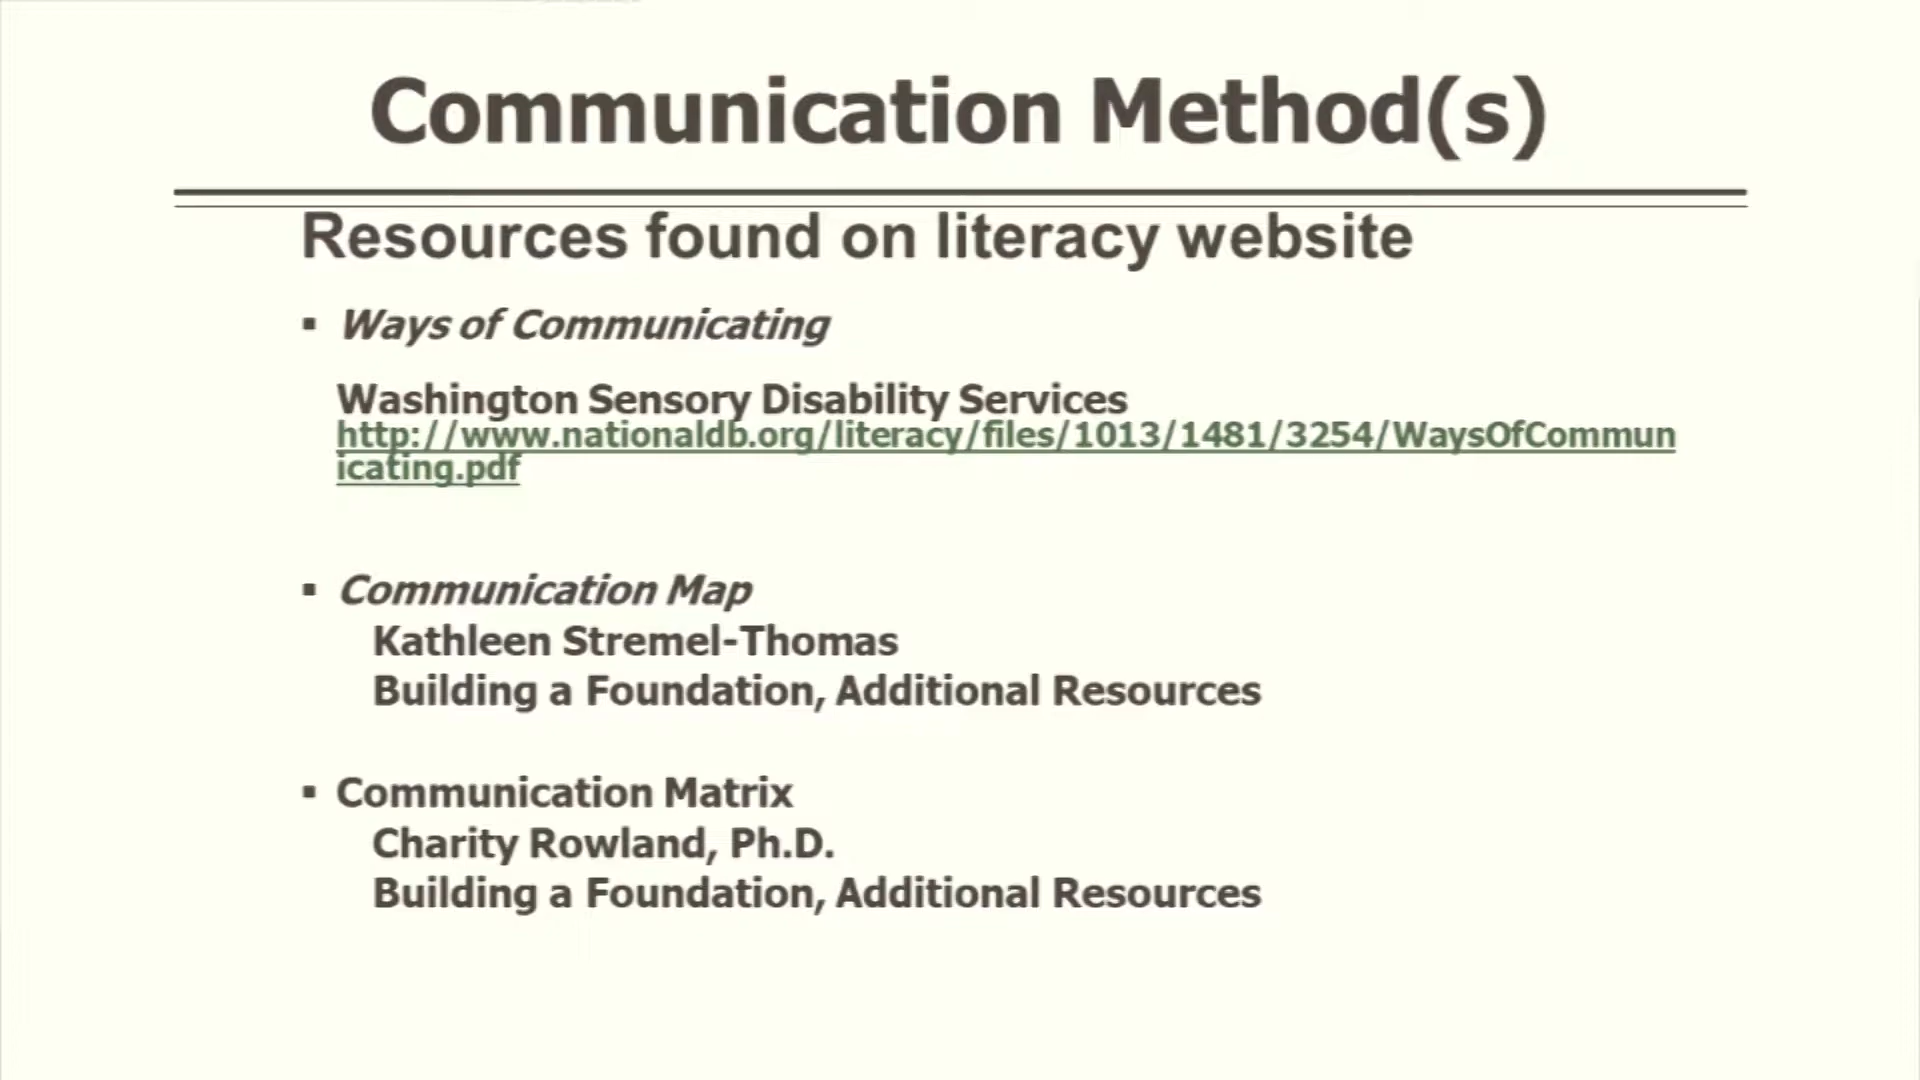 Communication Method(s)
Resources found on literacy website
▪ Ways of Communicating
Washington Sensory Disability Services
http://www.nationaldb.org/literacy/files/1013/1481/3254/WaysOfCommun
icating.pdf
▪ Communication Map
Kathleen Stremel-Thomas
Building a Foundation, Additional Resources
▪ Communication Matrix
Charity Rowland, Ph.D.
Building a Foundation, Additional Resources